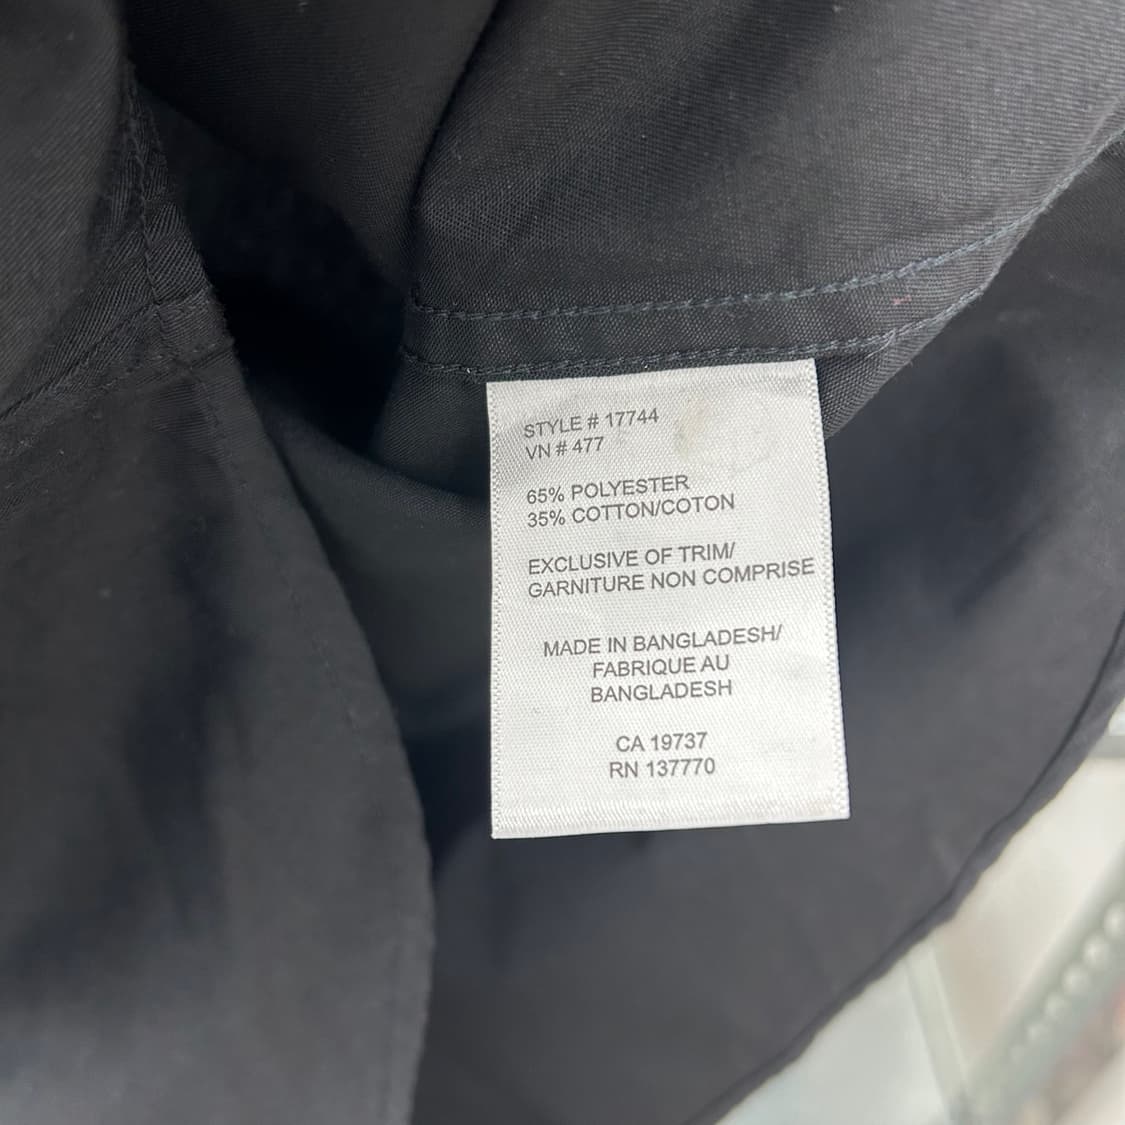 STYLE # 17744
VN # 477
65% POLYESTER
35% COTTON/COTON
EXCLUSIVE OF TRIM/
GARNITURE NON COMPRISE
MADE IN BANGLADESH/
FABRIQUE AU
BANGLADESH
CA 19737
RN 137770